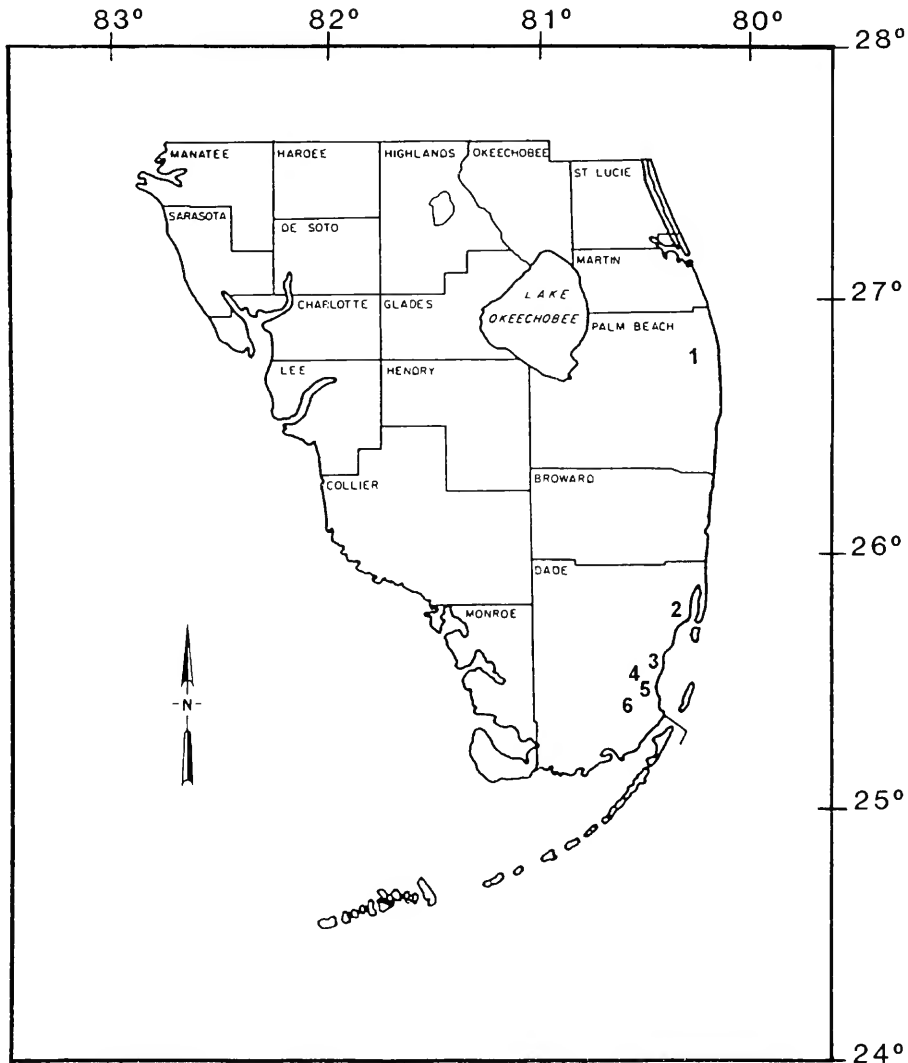 83° 82° 81° 80°
28°
MANATEE HARDEE HIGHLANDS OKEECHOBEE
ST LUCIE
SARASOTA
DE SOTO
MARTIN
27°
CHARLOTTE GLADES
LAKE
OKEECHOBEE
PALM BEACH
1
LEE HENDRY
BROWARD
COLLIER
26°
DADE
MONROE
2
3
4
5
6
-N-
25°
24°